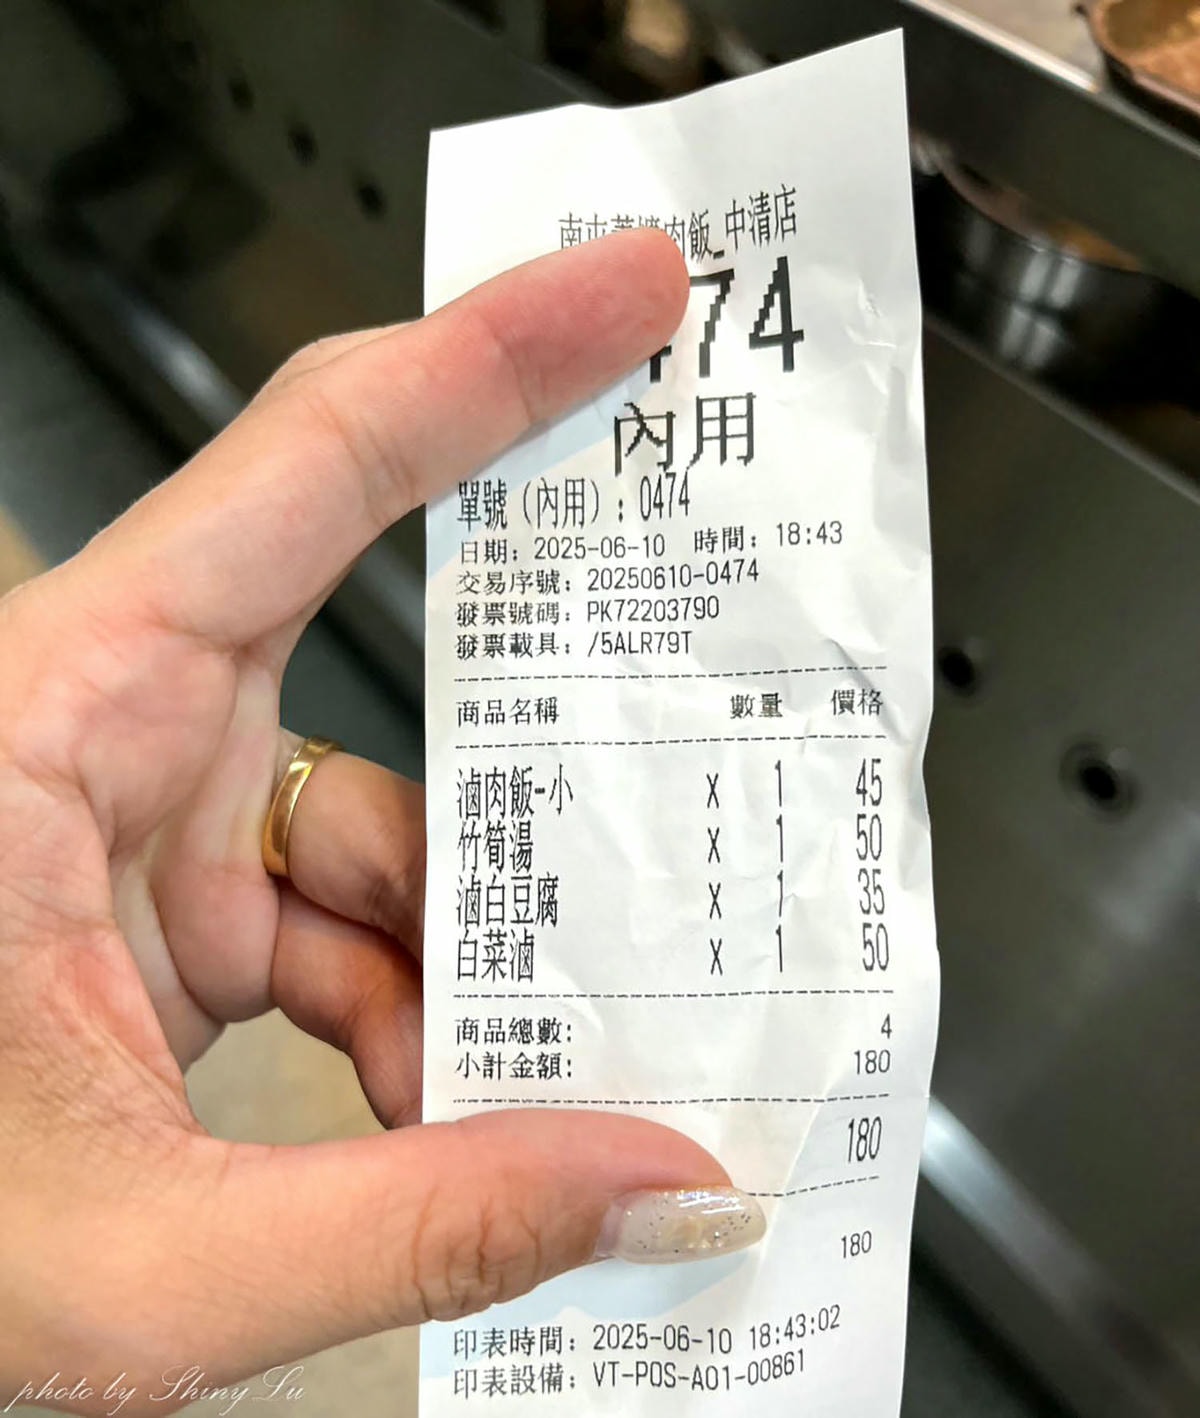 南屯 肉飯_中清店
474
內用
單號（內用）: 0474
日期: 2025-06-10 時間: 18:43
交易序號: 20250610-0474
發票號碼: PK72203790
發票載具: /5ALR79T
商品名稱 數量 價格
滷肉飯-小 x 1 45
竹筍湯 x 1 50
滷白豆腐 x 1 35
白菜滷 x 1 50
商品總數: 4
小計金額: 180
180
180
印表時間: 2025-06-10 18:43:02
印表設備: VT-POS-A01-00861
photo by Shiny Lu